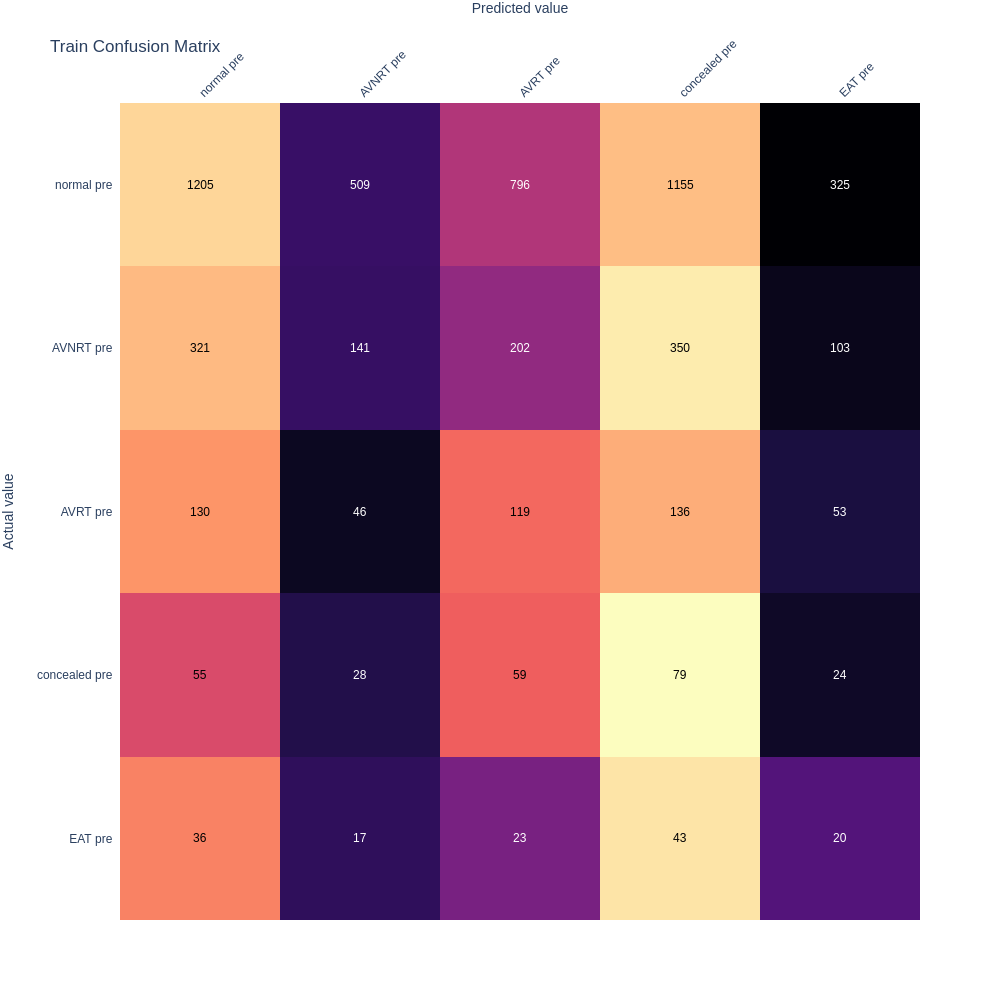 Predicted value
Train Confusion Matrix
normal pre AVNRT pre AVRT pre concealed pre EAT pre
normal pre 1205 509 796 1155 325
AVNRT pre 321 141 202 350 103
Actual value
AVRT pre 130 46 119 136 53
concealed pre 55 28 59 79 24
EAT pre 36 17 23 43 20